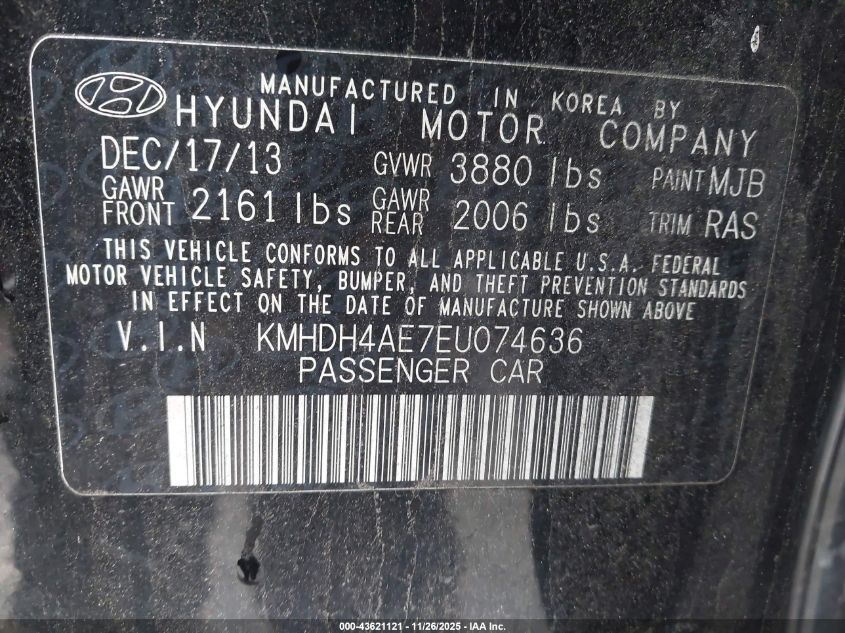 MANUFACTURED IN KOREA BY
HYUNDAI MOTOR COMPANY
DEC/17/13 GVWR 3880 lbs PAINT MJB
GAWR FRONT 2161 lbs GAWR REAR 2006 lbs TRIM RAS
THIS VEHICLE CONFORMS TO ALL APPLICABLE U.S.A. FEDERAL
MOTOR VEHICLE SAFETY, BUMPER, AND THEFT PREVENTION STANDARDS
IN EFFECT ON THE DATE OF MANUFACTURE SHOWN ABOVE
V.I.N KMHDH4AE7EU074636
PASSENGER CAR
000-43621121 - 11/26/2025 - IAA Inc.